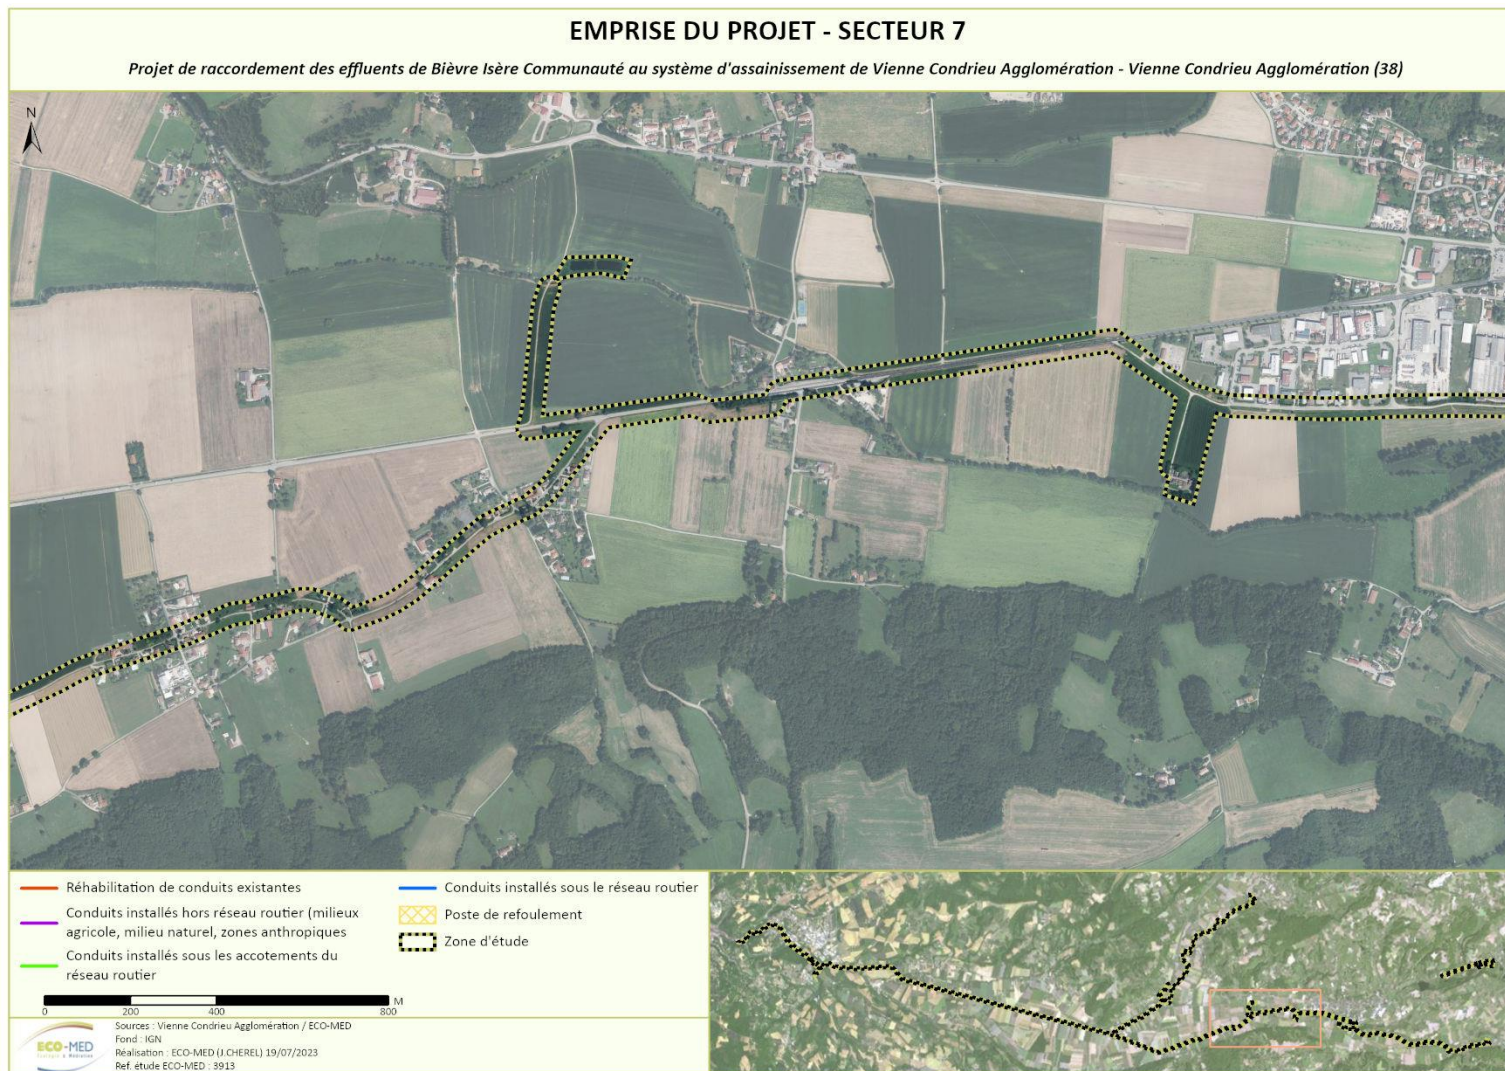 EMPRISE DU PROJET - SECTEUR 7
Projet de raccordement des effluents de Bièvre Isère Communauté au système d'assainissement de Vienne Condrieu Agglomération - Vienne Condrieu Agglomération (38)
N
Réhabilitation de conduits existantes
Conduits installés hors réseau routier (milieux
agricole, milieu naturel, zones anthropiques
Conduits installés sous les accotements du
réseau routier
Conduits installés sous le réseau routier
Poste de refoulement
Zone d'étude
M
0 200 400 800
ECO-MED
Ecologie & Médiation
Sources : Vienne Condrieu Agglomération / ECO-MED
Fond : IGN
Réalisation : ECO-MED (J.CHEREL) 19/07/2023
Ref. étude ECO-MED : 3913